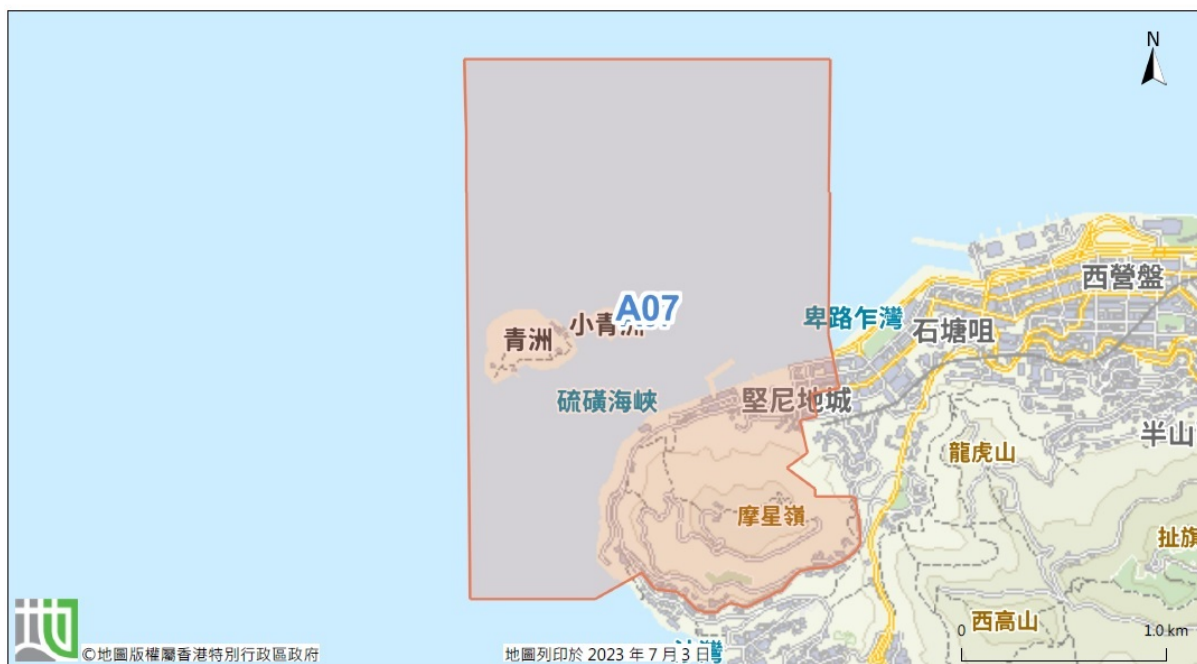 N
A07
小青洲
青洲
硫磺海峽
卑路乍灣
石塘咀
西營盤
堅尼地城
半山
龍虎山
摩星嶺
扯旗
西高山
0
1.0 km
©地圖版權屬香港特別行政區政府
地圖列印於 2023 年 7 月 3 日